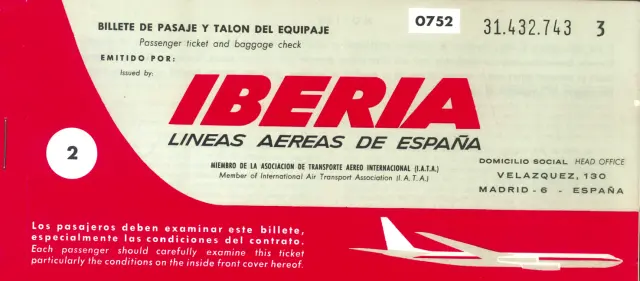 BILLETE DE PASAJE Y TALON DEL EQUIPAJE
Passenger ticket and baggage check
EMITIDO POR:
Issued by:
0752
31.432.743 3
IBERIA
LINEAS AEREAS DE ESPAÑA
2
MIEMBRO DE LA ASOCIACION DE TRANSPORTE AEREO INTERNACIONAL (I.A.T.A.)
Member of International Air Transport Association (I.A.T.A.)
DOMICILIO SOCIAL HEAD OFFICE
VELAZQUEZ, 130
MADRID - 6 - ESPAÑA
Los pasajeros deben examinar este billete,
especialmente las condiciones del contrato.
Each passenger should carefully examine this ticket
particularly the conditions on the inside front cover hereof.